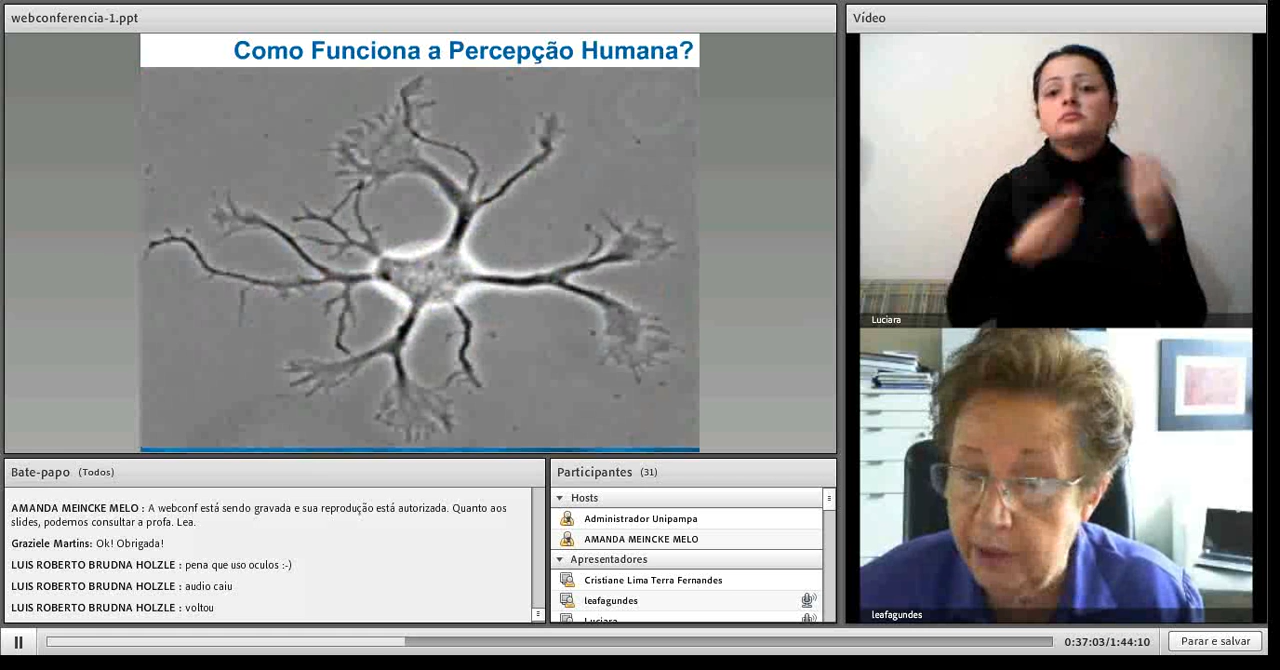 webconferencia-1.ppt
Como Funciona a Percepção Humana?
Vídeo
Luciara
leafagundes
Bate-papo (Todos)
AMANDA MEINCKE MELO : A webconf está sendo gravada e sua reprodução está autorizada. Quanto aos
slides, podemos consultar a profa. Lea.
Graziele Martins: Ok! Obrigada!
LUIS ROBERTO BRUDNA HOLZLE : pena que uso oculos :-)
LUIS ROBERTO BRUDNA HOLZLE : audio caiu
LUIS ROBERTO BRUDNA HOLZLE : voltou
Participantes (31)
Hosts
Administrador Unipampa
AMANDA MEINCKE MELO
Apresentadores
Cristiane Lima Terra Fernandes
leafagundes
Luciara
0:37:03/1:44:10
Parar e salvar